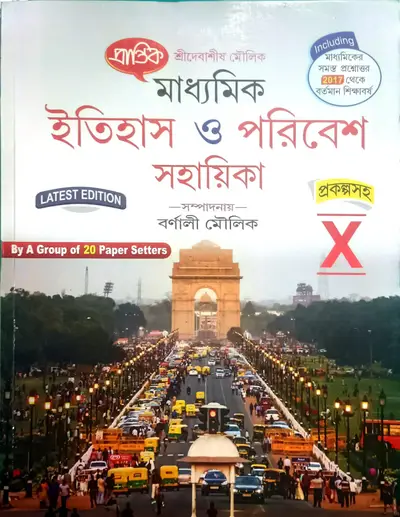 প্রান্তিক
শ্রীদেবাশীষ মৌলিক
Including
মাধ্যমিকের
সমস্ত প্রশ্নোত্তর
2017 থেকে
বর্তমান শিক্ষাবর্ষ
মাধ্যমিক
ইতিহাস ও পরিবেশ
সহায়িকা
LATEST EDITION
প্রকল্পসহ
সম্পাদনায়
বর্ণালী মৌলিক
By A Group of 20 Paper Setters
X